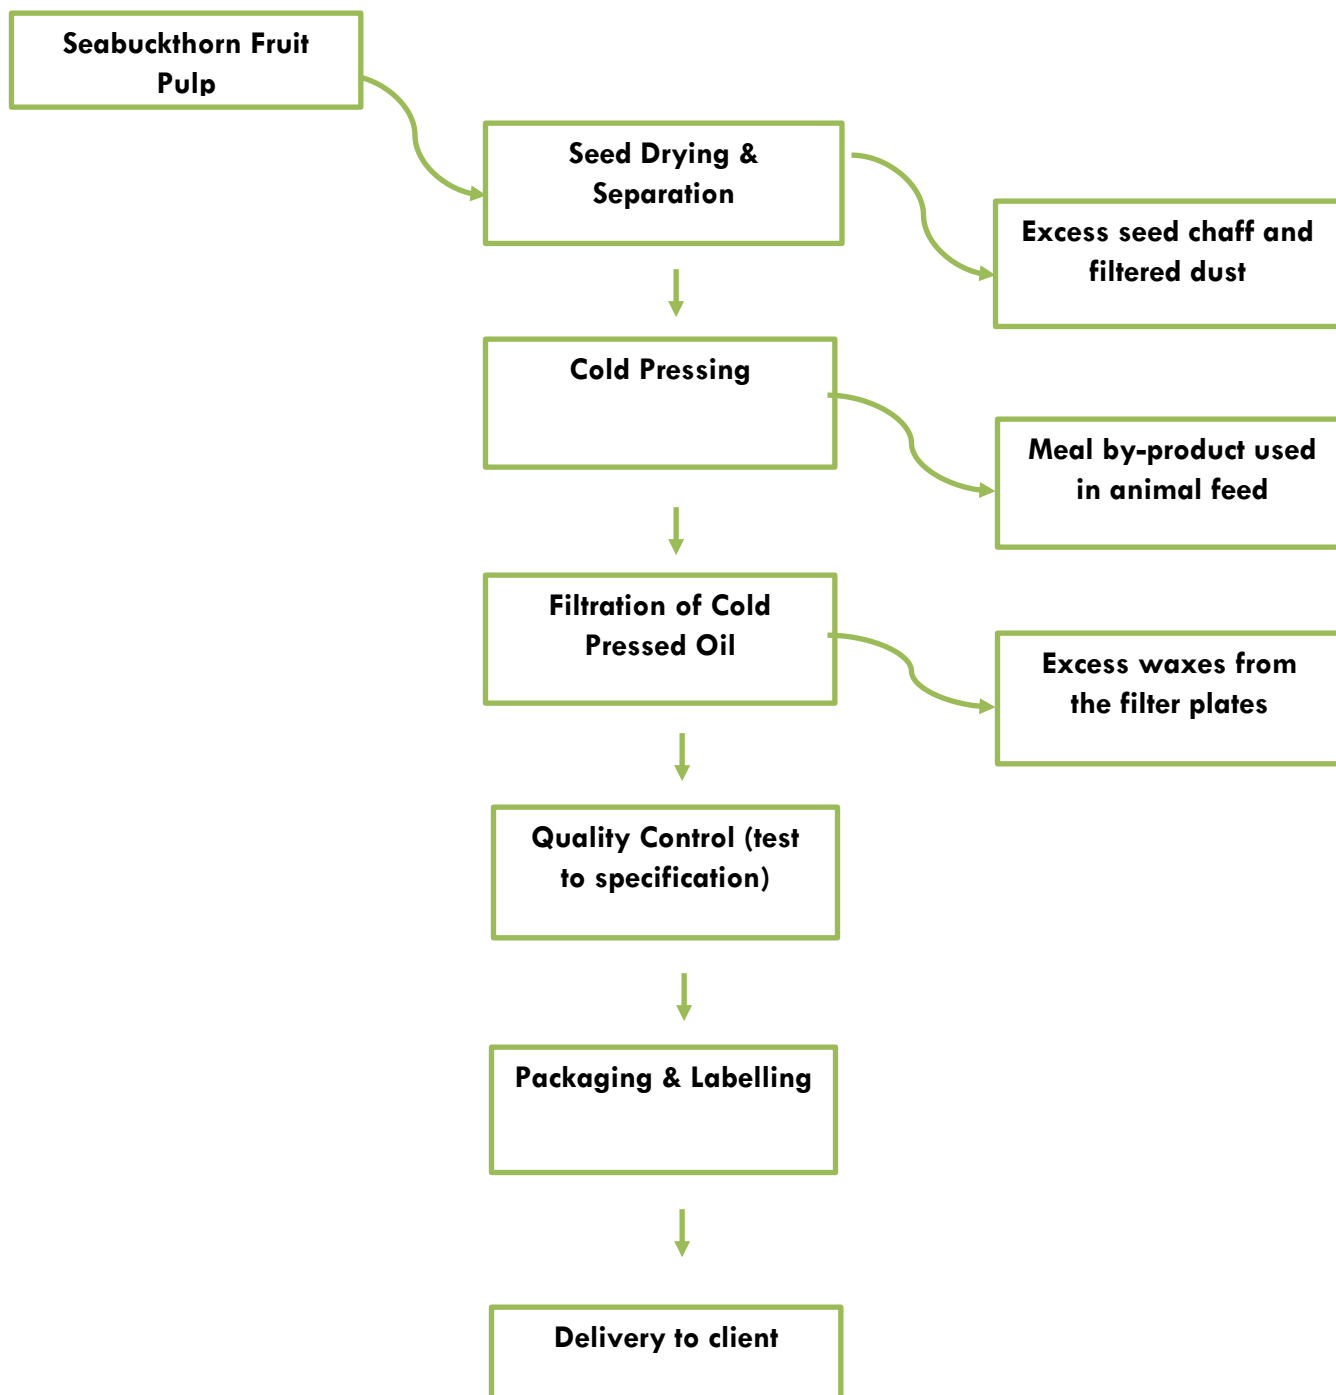 Seabuckthorn Fruit
Pulp
Seed Drying &
Separation
Excess seed chaff and
filtered dust
Cold Pressing
Meal by-product used
in animal feed
Filtration of Cold
Pressed Oil
Excess waxes from
the filter plates
Quality Control (test
to specification)
Packaging & Labelling
Delivery to client